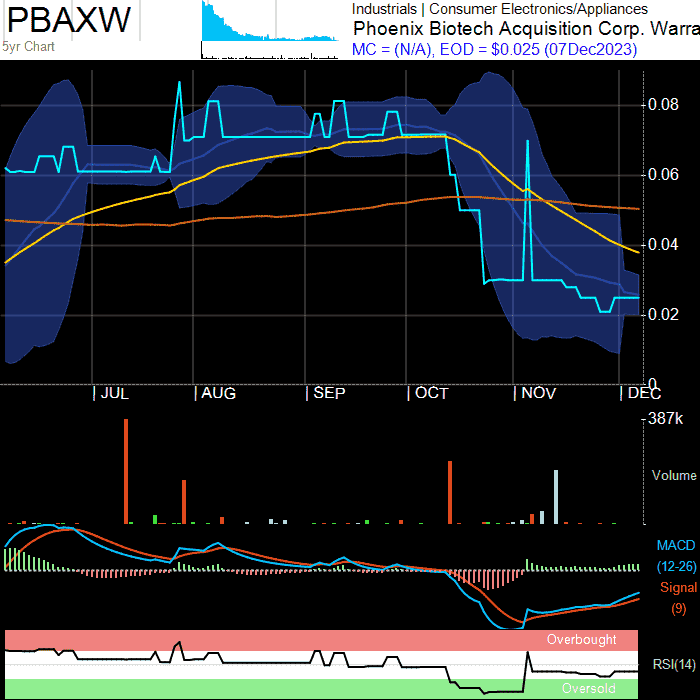 PBAXW
5yr Chart
Industrials | Consumer Electronics/Appliances
Phoenix Biotech Acquisition Corp. Warra
MC = (N/A), EOD = $0.025 (07Dec2023)
0.08
0.06
0.04
0.02
0
JUL AUG SEP OCT NOV DEC
387k
Volume
MACD
(12-26)
Signal
(9)
Overbought
RSI(14)
Oversold